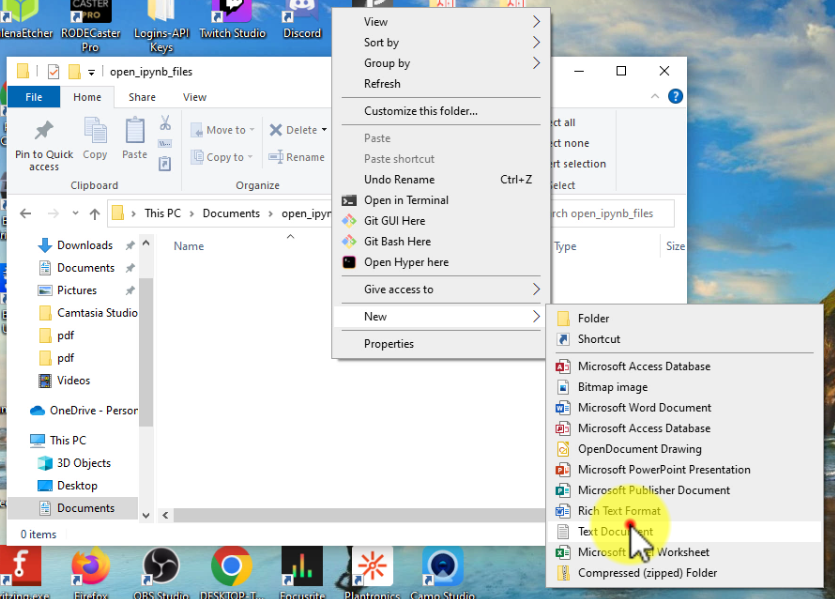 CASTER
PRO
lenaEtcher
RODECaster
Pro
Logins-API
Keys
Twitch Studio
Discord
open_ipynb_files
File
Home
Share
View
Pin to Quick
access
Copy
Paste
Move to
Copy to
Delete
Rename
ect all
ect none
ert selection
Clipboard
Organize
elect
This PC
Documents
open_ipyn
rch open_ipynb_files
Downloads
Documents
Pictures
Camtasia Studio
pdf
pdf
Videos
OneDrive - Person
This PC
3D Objects
Desktop
Documents
Name
Type
Size
0 items
View
Sort by
Group by
Refresh
Customize this folder...
Paste
Paste shortcut
Undo Rename Ctrl+Z
Open in Terminal
Git GUI Here
Git Bash Here
Open Hyper here
Give access to
New
Properties
Folder
Shortcut
Microsoft Access Database
Bitmap image
Microsoft Word Document
Microsoft Access Database
OpenDocument Drawing
Microsoft PowerPoint Presentation
Microsoft Publisher Document
Rich Text Format
Text Document
Microsoft Worksheet
Compressed (zipped) Folder
ritzing.exe
Firefox
OBS Studio
DESKTOP-T...
Focusrite
Plantronics
Camo Studio